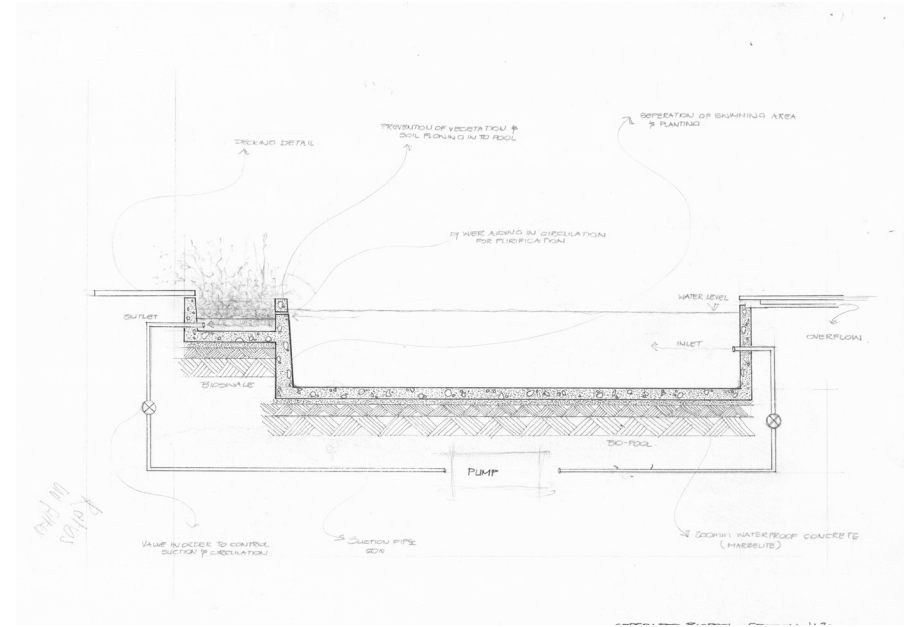 DECKING DETAIL
PREVENTION OF VEGETATION &
SOIL FLOWING IN TO POOL
SEPERATION OF SWIMMING AREA
& PLANTING
WIER AIDING IN CIRCULATION
FOR PURIFICATION
WATER LEVEL
OUTLET
INLET
OVERFLOW
BIOSWALE
BIO-POOL
PUMP
VALVE IN ORDER TO CONTROL
SUCTION & CIRCULATION
SUCTION PIPE
WATERPROOF CONCRETE
(MARBELITE)